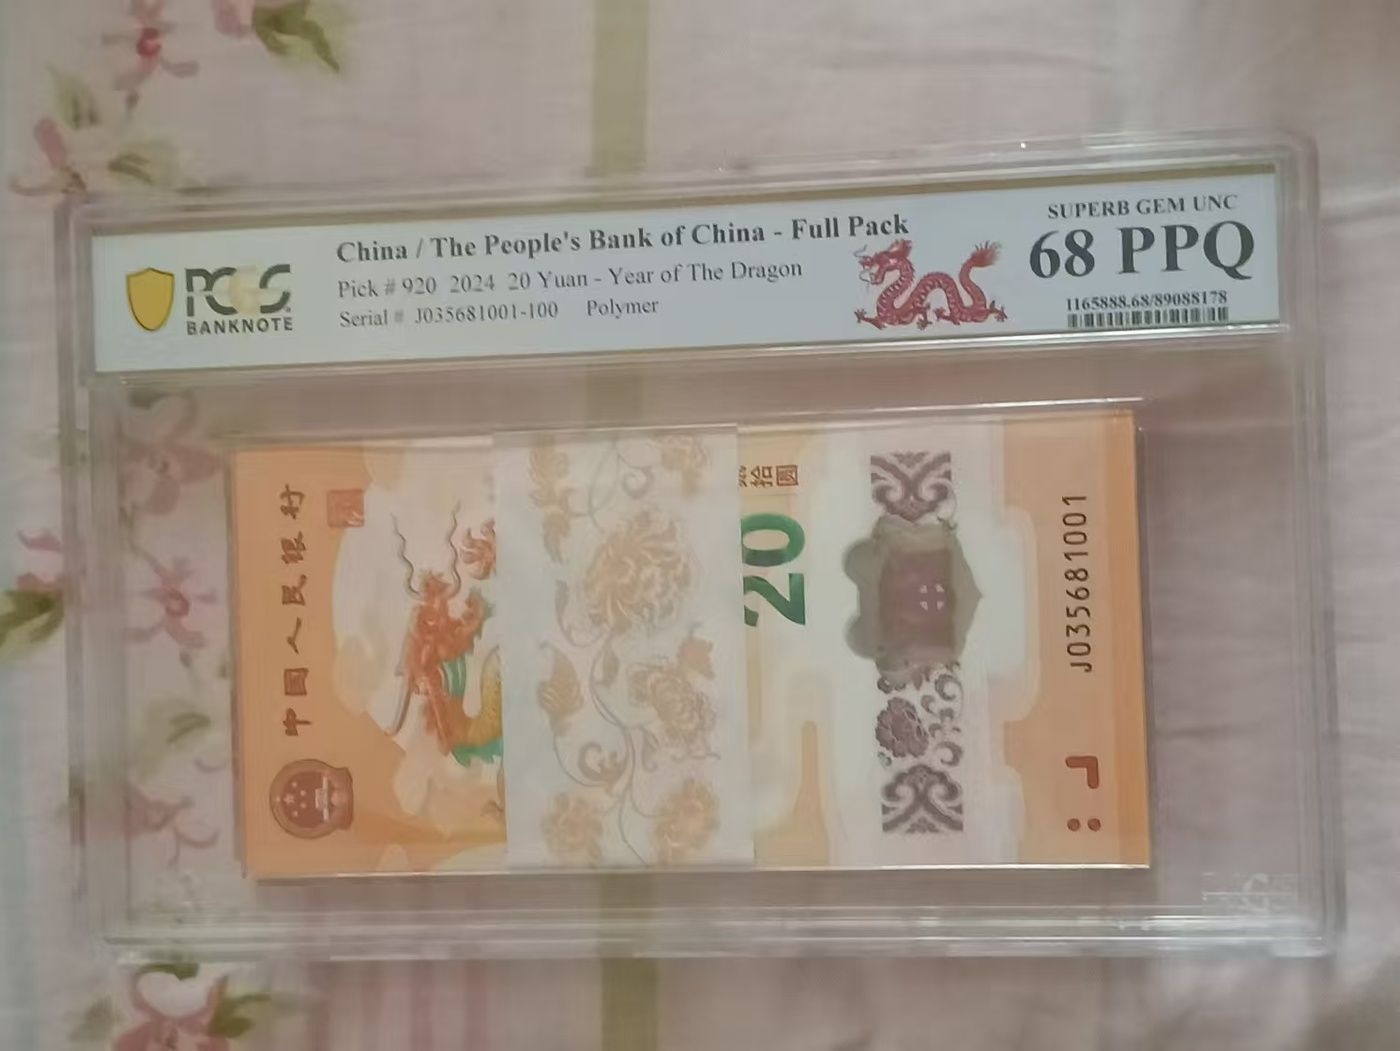 PCGS
BANKNOTE
China / The People's Bank of China - Full Pack
Pick # 920 2024 20 Yuan - Year of The Dragon
Serial # J035681001-100 Polymer
SUPERB GEM UNC
68 PPQ
1165888.68/89088178
中国人民银行
拾圆
20
J035681001